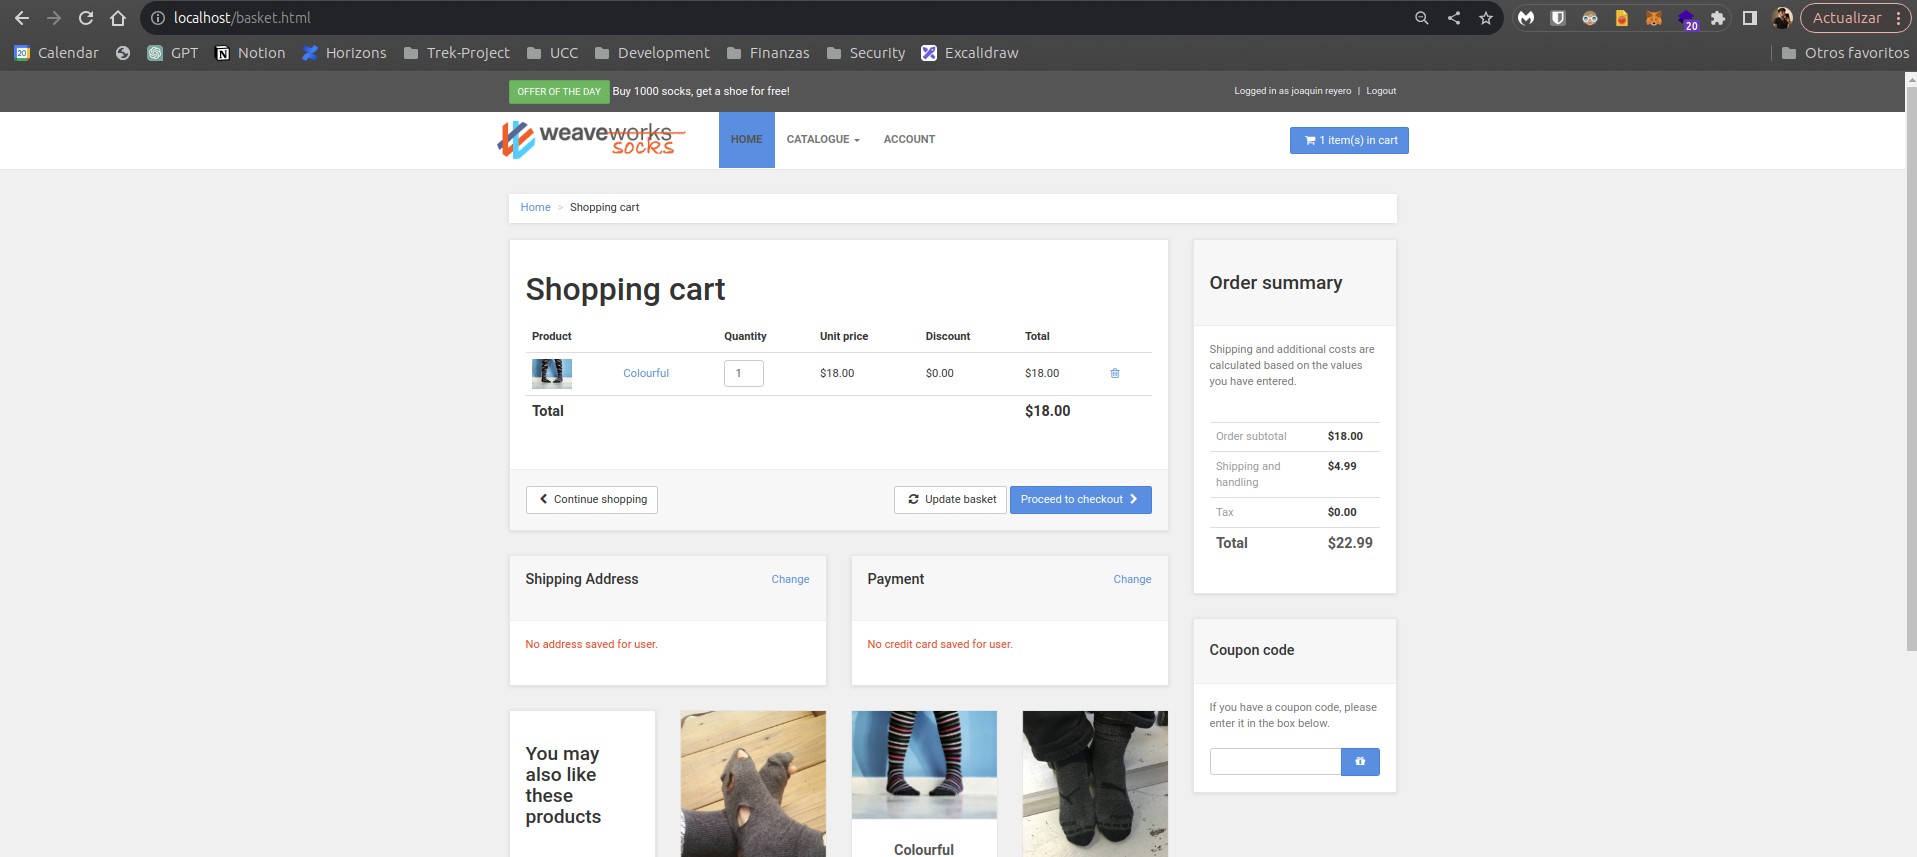 localhost/basket.html
20
Actualizar
20
Calendar
GPT
Notion
Horizons
Trek-Project
UCC
Development
Finanzas
Security
Excalidraw
Otros favoritos
OFFER OF THE DAY Buy 1000 socks, get a shoe for free!
Logged in as joaquin reyero | Logout
weaveworks
socks
HOME
CATALOGUE
ACCOUNT
1 item(s) in cart
Home > Shopping cart
Shopping cart
Product Quantity Unit price Discount Total
Colourful 1 $18.00 $0.00 $18.00
Total $18.00
Continue shopping
Update basket
Proceed to checkout
Order summary
Shipping and additional costs are
calculated based on the values
you have entered.
Order subtotal $18.00
Shipping and $4.99
handling
Tax $0.00
Total $22.99
Shipping Address Change
No address saved for user.
Payment Change
No credit card saved for user.
Coupon code
If you have a coupon code, please
enter it in the box below.
You may
also like
these
products
Colourful